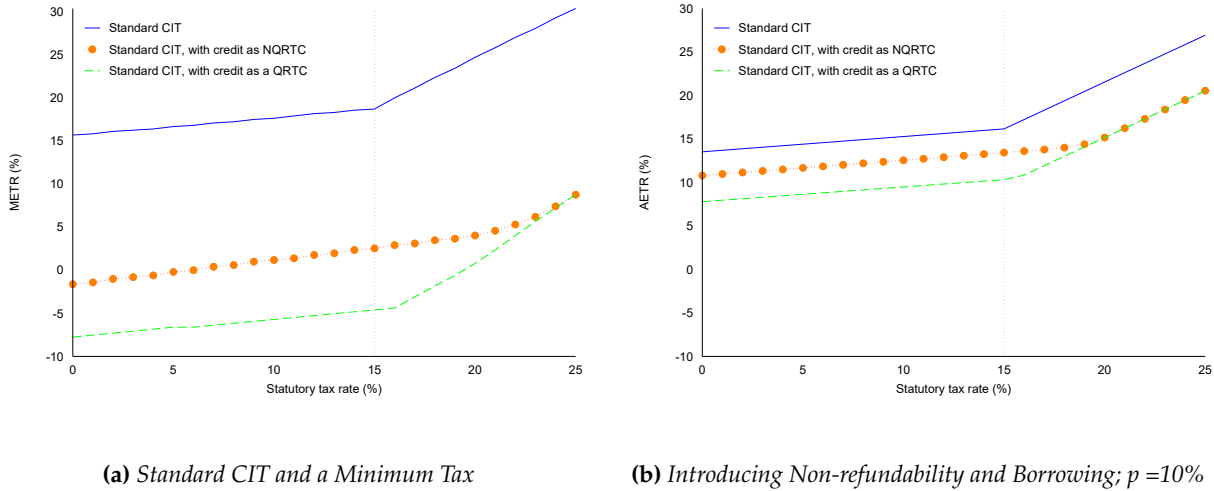 30
25
20
15
10
5
0
-5
-10
METR (%)
Standard CIT
Standard CIT, with credit as NQRTC
Standard CIT, with credit as a QRTC
0
5
10
15
20
25
Statutory tax rate (%)
(a) Standard CIT and a Minimum Tax
30
25
20
15
10
5
0
-5
-10
AETR (%)
Standard CIT
Standard CIT, with credit as NQRTC
Standard CIT, with credit as a QRTC
0
5
10
15
20
25
Statutory tax rate (%)
(b) Introducing Non-refundability and Borrowing; p =10%